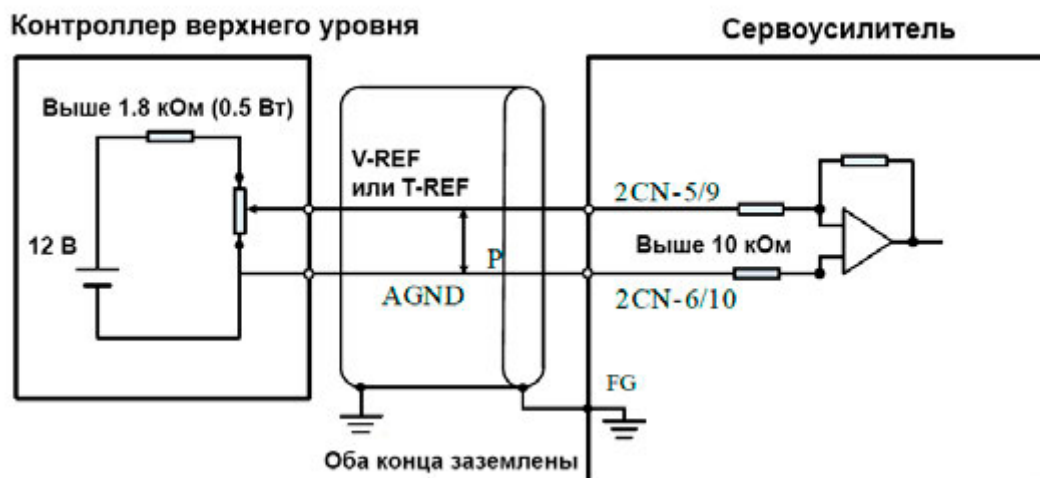 Контроллер верхнего уровня
Сервоусилитель
Выше 1.8 кОм (0.5 Вт)
V-REF
или T-REF
2CN-5/9
12 В
P
Выше 10 кОм
AGND
2CN-6/10
FG
Оба конца заземлены